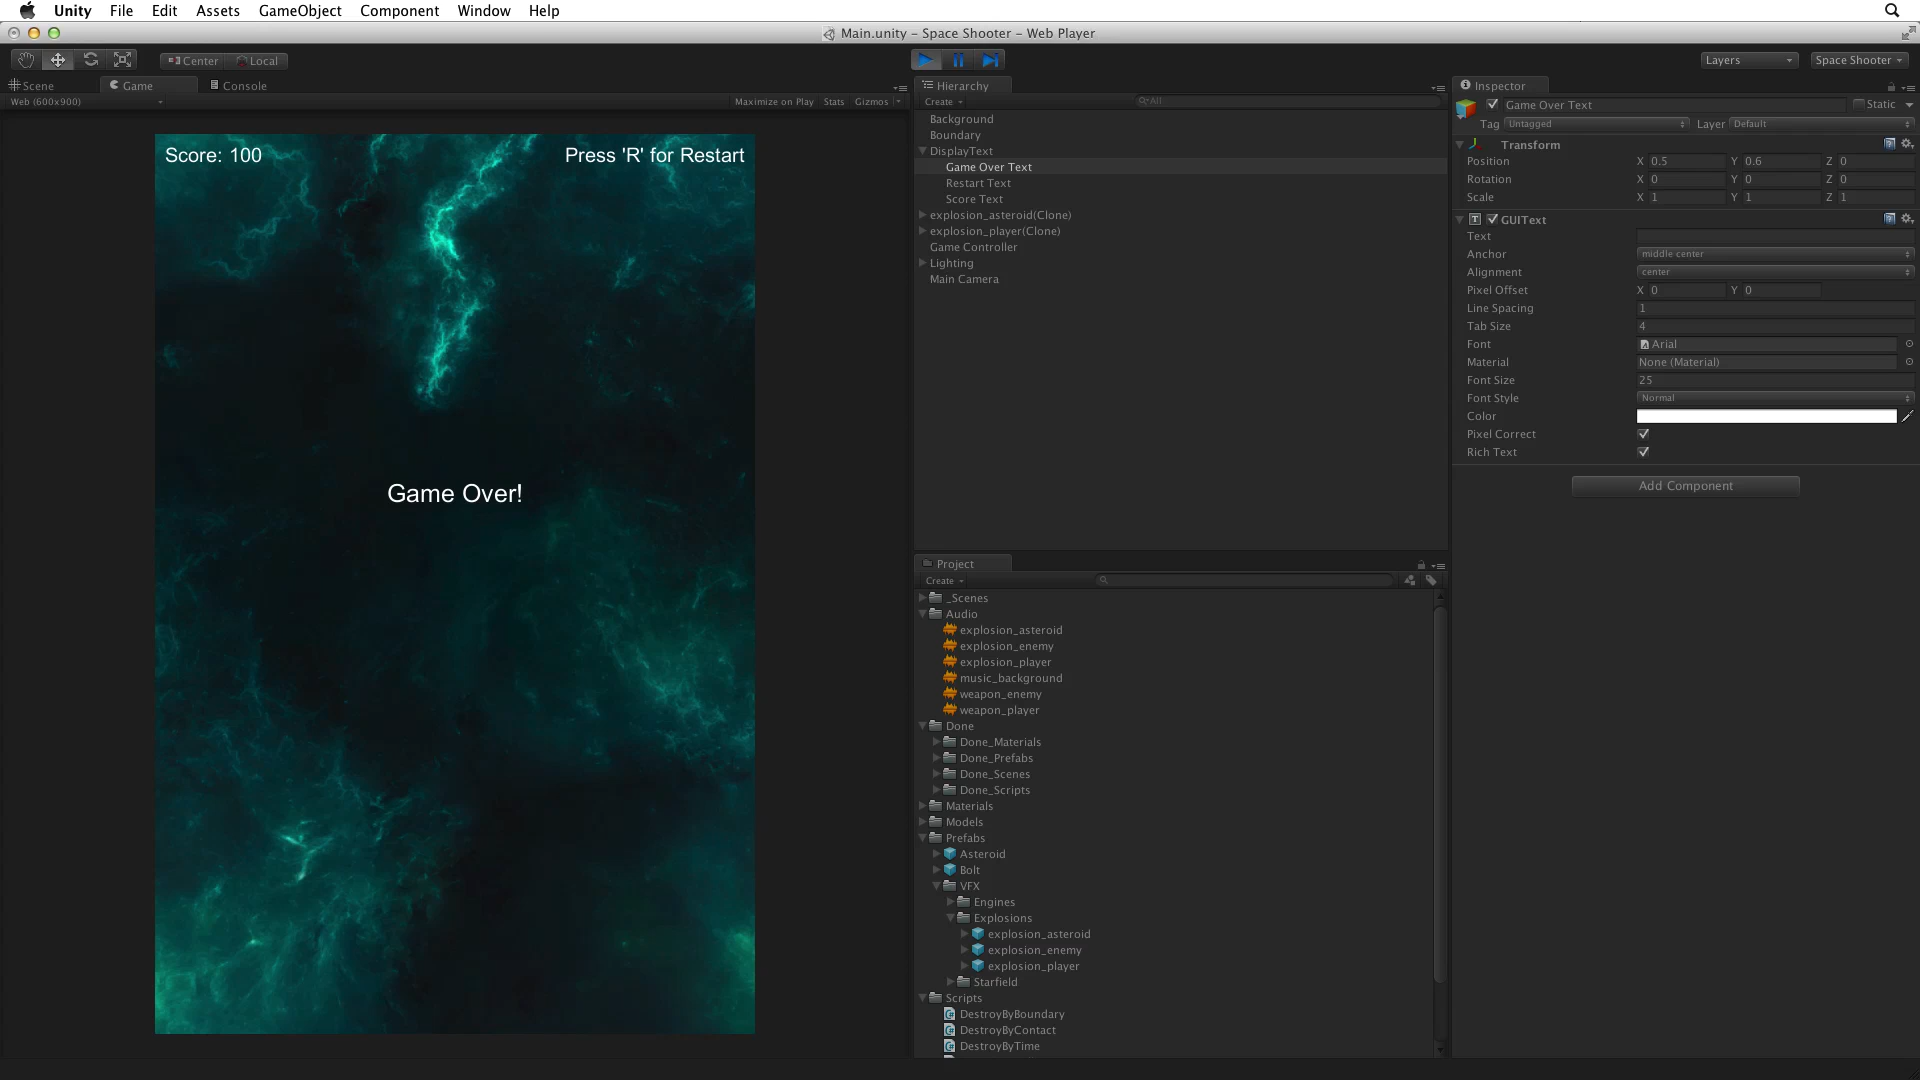 Unity File Edit Assets GameObject Component Window Help
Main.unity – Space Shooter – Web Player
Center Local
Layers Space Shooter
Scene Game Console
Web (600x900) Maximize on Play Stats Gizmos
Score: 100 Press 'R' for Restart
Game Over!
Hierarchy
Create All
Background
Boundary
DisplayText
Game Over Text
Restart Text
Score Text
explosion_asteroid(Clone)
explosion_player(Clone)
Game Controller
Lighting
Main Camera
Project
Create
_Scenes
Audio
explosion_asteroid
explosion_enemy
explosion_player
music_background
weapon_enemy
weapon_player
Done
Done_Materials
Done_Prefabs
Done_Scenes
Done_Scripts
Materials
Models
Prefabs
Asteroid
Bolt
VFX
Engines
Explosions
explosion_asteroid
explosion_enemy
explosion_player
Starfield
Scripts
DestroyByBoundary
DestroyByContact
DestroyByTime
Inspector
Game Over Text Static
Tag Untagged Layer Default
Transform
Position X 0.5 Y 0.6 Z 0
Rotation X 0 Y 0 Z 0
Scale X 1 Y 1 Z 1
GUIText
Text
Anchor middle center
Alignment center
Pixel Offset X 0 Y 0
Line Spacing 1
Tab Size 4
Font Arial
Material None (Material)
Font Size 25
Font Style Normal
Color
Pixel Correct
Rich Text
Add Component